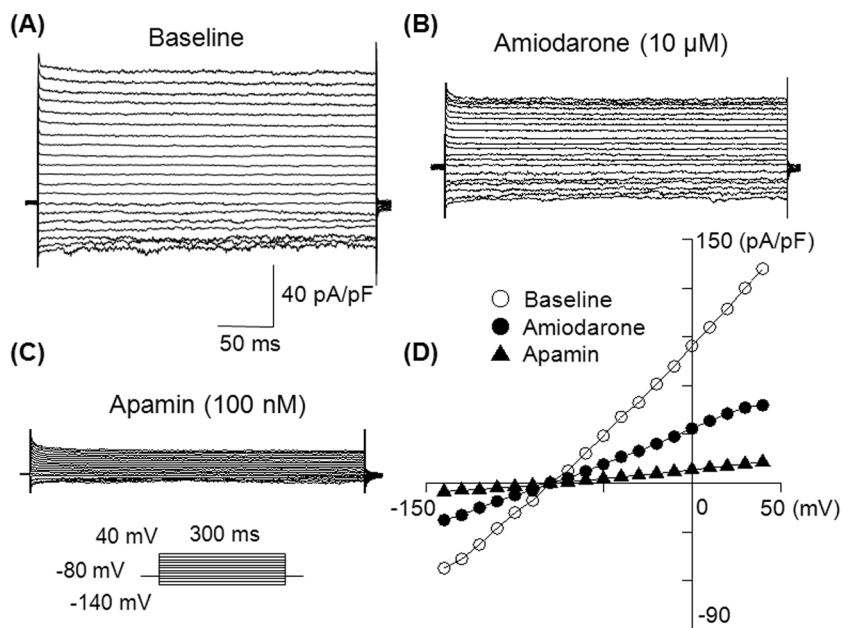 (A)
Baseline
(B)
Amiodarone (10 µM)
40 pA/pF
50 ms
150 (pA/pF)
Baseline
Amiodarone
Apamin
(C)
(D)
Apamin (100 nM)
-150
0
50 (mV)
-90
40 mV
300 ms
-80 mV
-140 mV